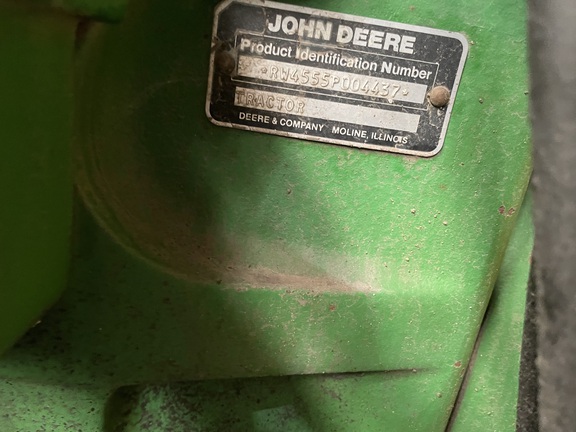 JOHN DEERE
Product Identification Number
*RW4555P004437*
TRACTOR
DEERE & COMPANY MOLINE, ILLINOIS